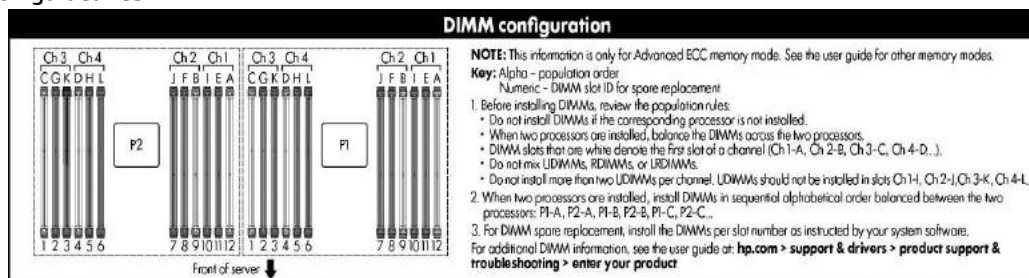 DIMM configuration
Ch 3 Ch 4 Ch 2 Ch 1 Ch 3 Ch 4 Ch 2 Ch 1
C G K D H L J F B I E A C G K D H L J F B I E A
P2 P1
1 2 3 4 5 6 7 8 9 10 11 12 1 2 3 4 5 6 7 8 9 10 11 12
Front of server
NOTE: This information is only for Advanced ECC memory mode. See the user guide for other memory modes.
Key: Alpha – population order
Numeric – DIMM slot ID for spare replacement
1. Before installing DIMMs, review the population rules:
• Do not install DIMMs if the corresponding processor is not installed.
• When two processors are installed, balance the DIMMs across the two processors.
• DIMM slots that are white denote the first slot of a channel (Ch 1-A, Ch 2-B, Ch 3-C, Ch 4-D...).
• Do not mix UDIMMs, RDIMMs, or LRDIMMs.
• Do not install more than two UDIMMs per channel. UDIMMs should not be installed in slots Ch 1-I, Ch 2-J, Ch 3-K, Ch 4-L.
2. When two processors are installed, install DIMMs in sequential alphabetical order balanced between the two
processors: P1-A, P2-A, P1-B, P2-B, P1-C, P2-C...
3. For DIMM spare replacement, install the DIMMs per slot number as instructed by your system software.
For additional DIMM information, see the user guide at: hp.com > support & drivers > product support &
troubleshooting > enter your product